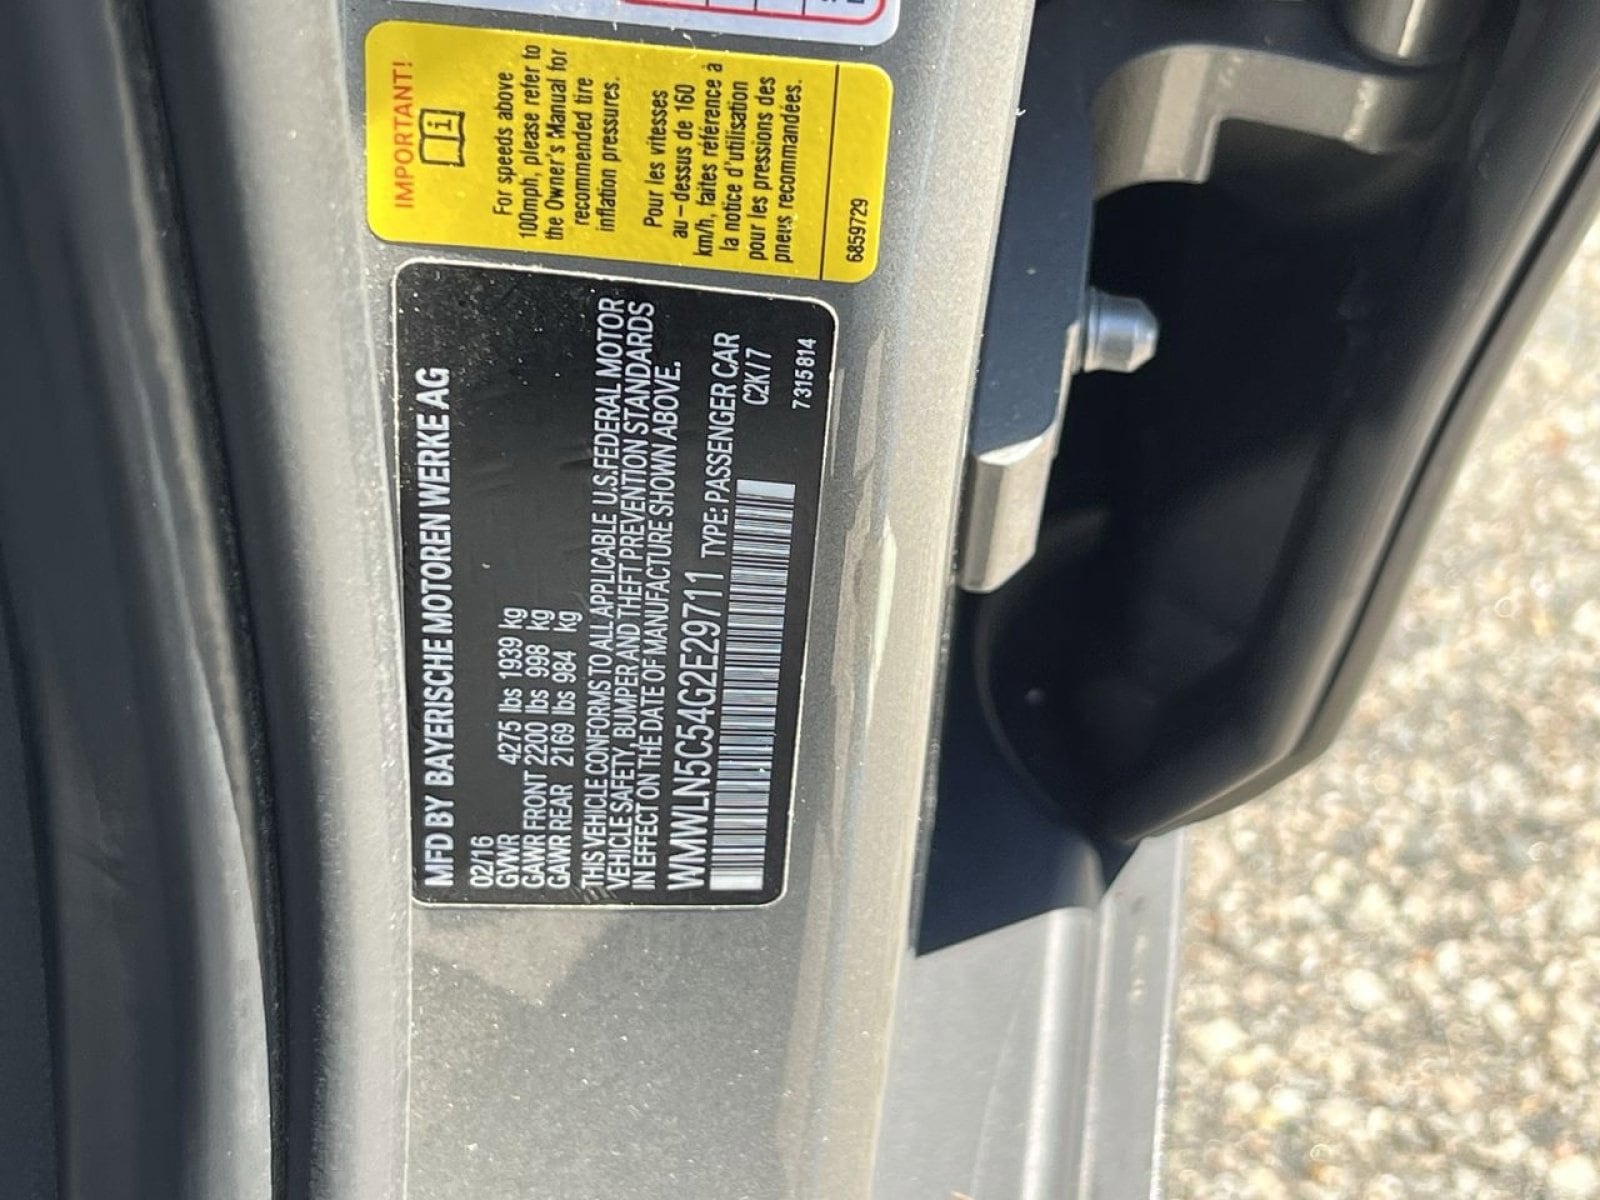 IMPORTANT!
For speeds above
100mph, please refer to
the Owner's Manual for
recommended tire
inflation pressures.
Pour les vitesses
au-dessus de 160
km/h, faites référence à
la notice d'utilisation
pour les pressions des
pneus recommandées.
6859729
MFD BY BAYERISCHE MOTOREN WERKE AG
02/16
GVWR 4275 lbs 1939 kg
GAWR FRONT 2200 lbs 998 kg
GAWR REAR 2169 lbs 984 kg
THIS VEHICLE CONFORMS TO ALL APPLICABLE U.S.FEDERAL MOTOR
VEHICLE SAFETY, BUMPER AND THEFT PREVENTION STANDARDS
IN EFFECT ON THE DATE OF MANUFACTURE SHOWN ABOVE.
WMWLN5C54G2E29711 TYPE: PASSENGER CAR
C2K/7
7315814